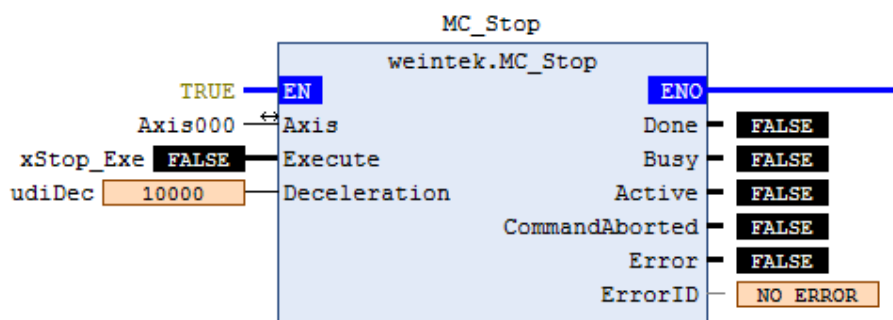 MC_Stop
weintek.MC_Stop
TRUE EN ENO
Axis000 Axis Done FALSE
xStop_Exe FALSE Execute Busy FALSE
udiDec 10000 Deceleration Active FALSE
CommandAborted FALSE
Error FALSE
ErrorID NO ERROR